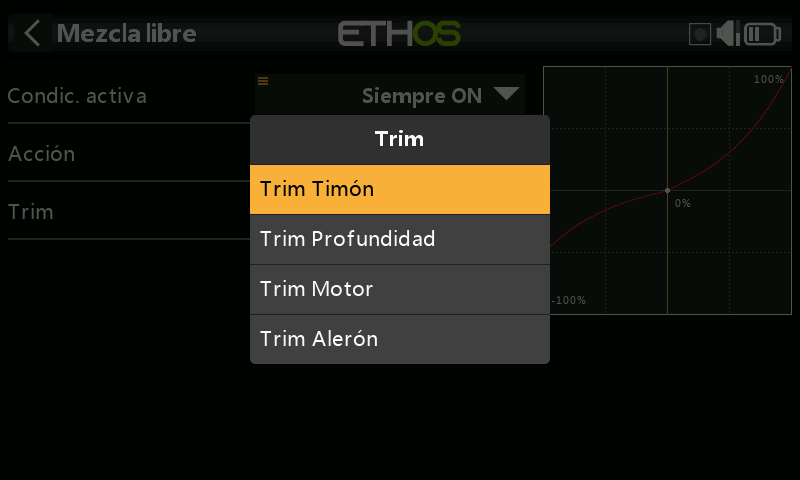 Mezcla libre
ETHOS
Condic. activa
Siempre ON
100%
Acción
Trim
Trim
Trim Timón
Trim Profundidad
Trim Motor
Trim Alerón
0%
-100%